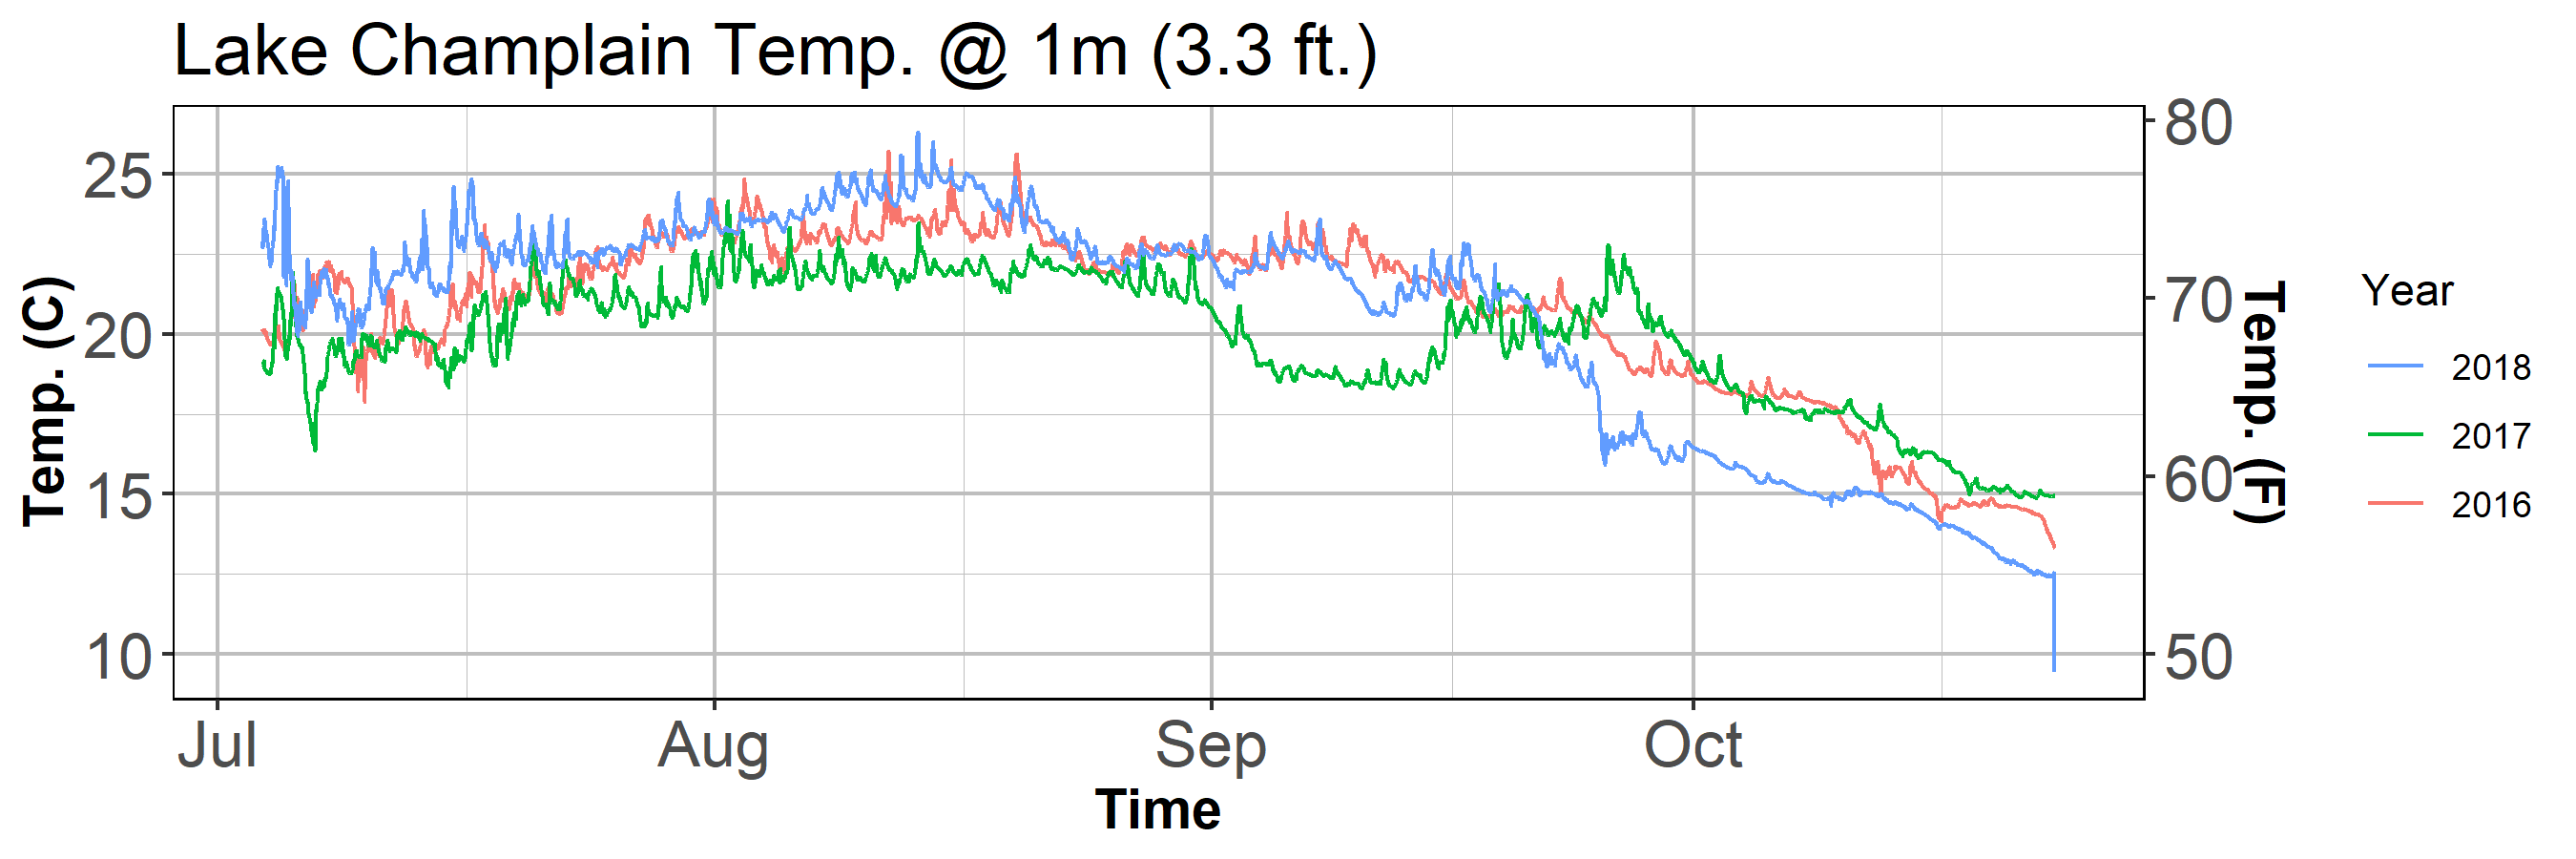 Lake Champlain Temp. @ 1m (3.3 ft.)
Temp. (C)
25
20
15
10
80
70
60
50
Temp. (F)
Jul Aug Sep Oct
Time
Year
2018
2017
2016